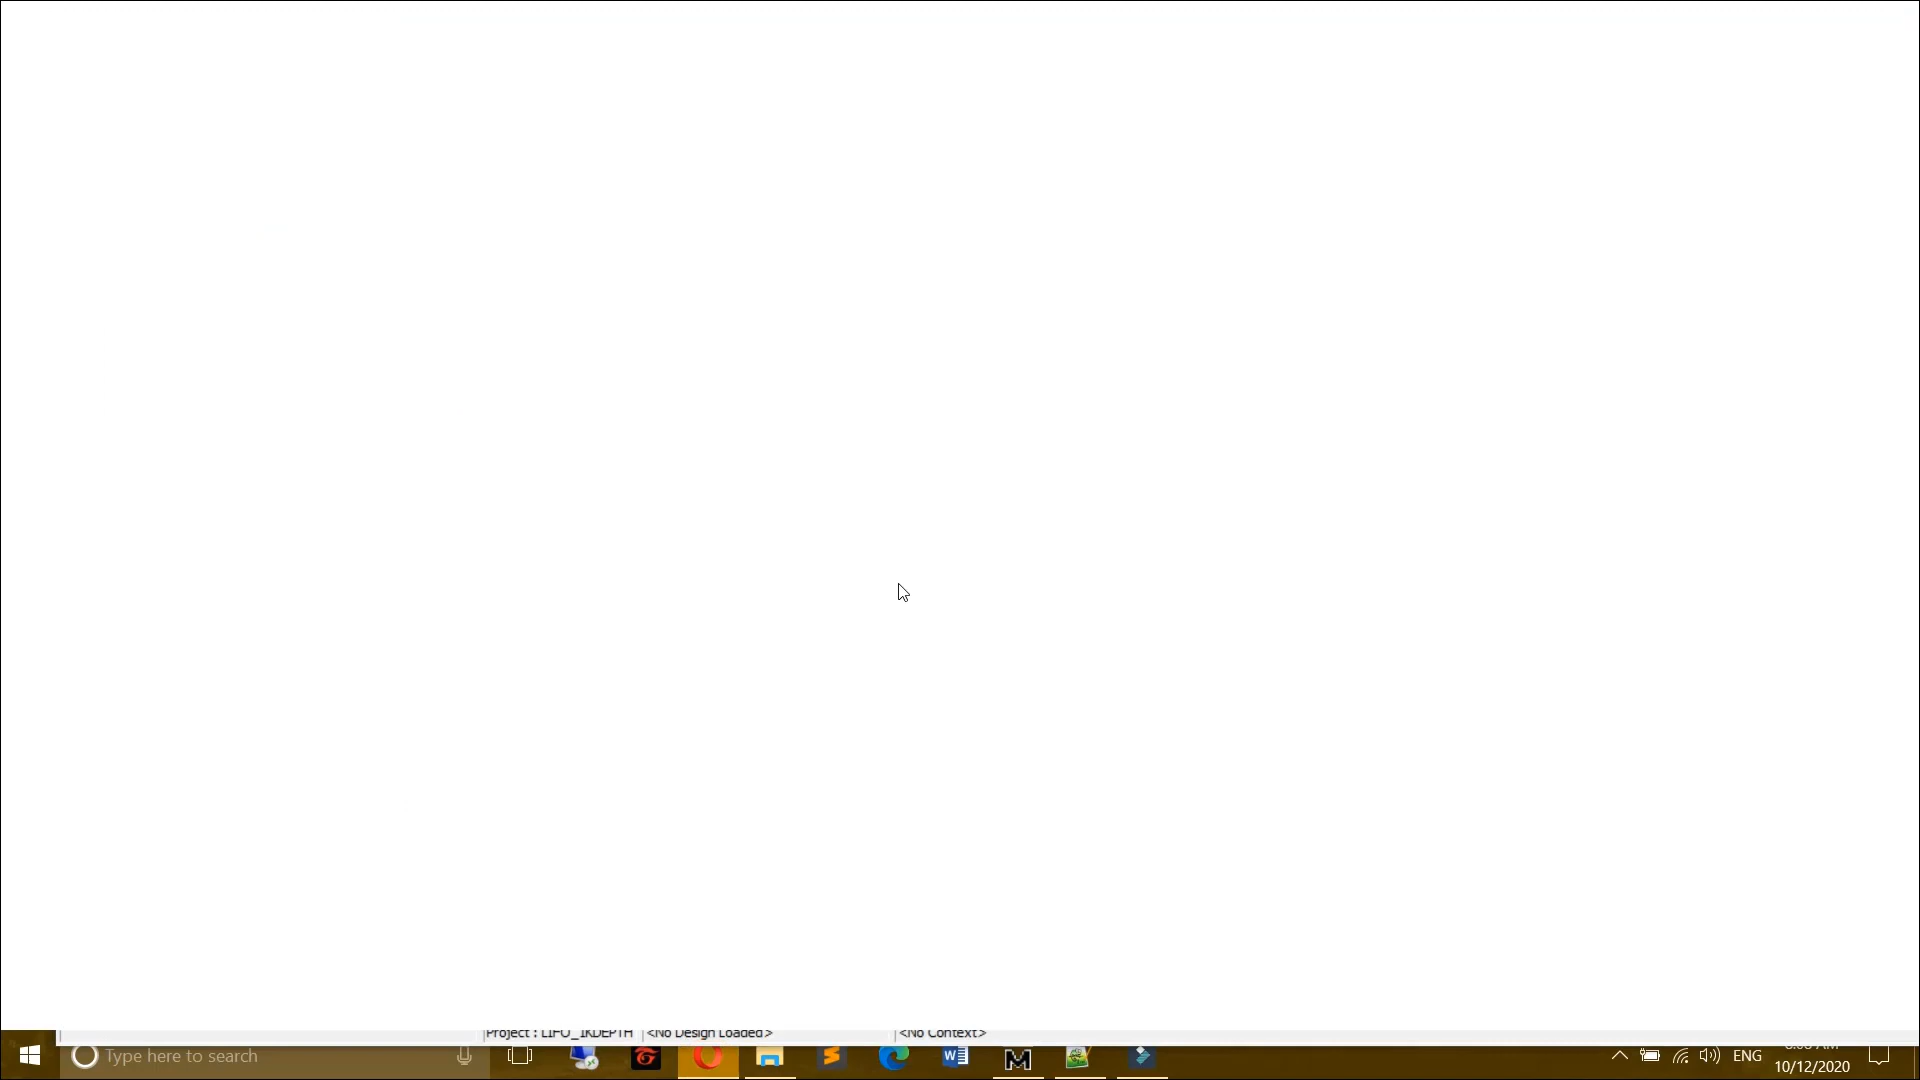 Project : LIFO_1KDEPTH <No Design Loaded> <No Context>
Type here to search
ENG
10/12/2020